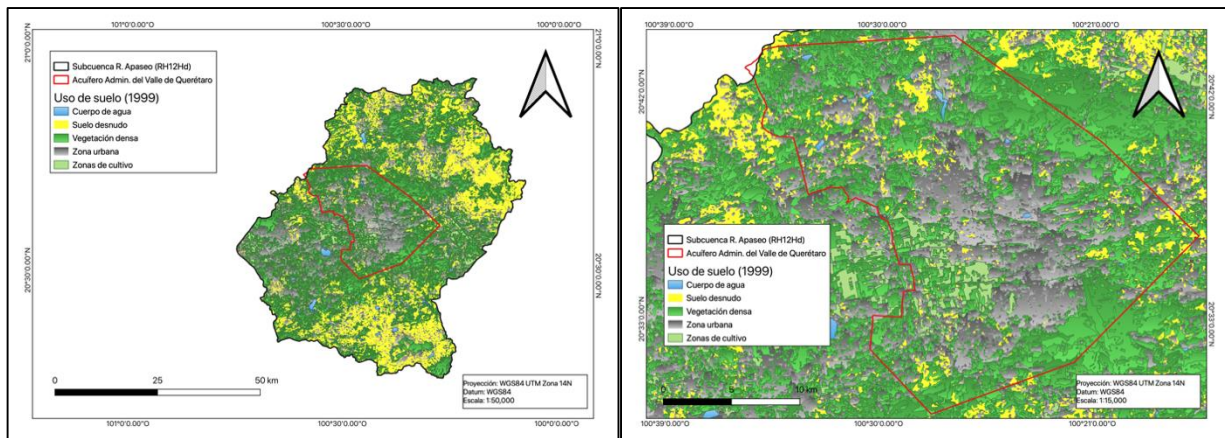 101°0'0.00"O 100°30'0.00"O 100°0'0.00"O
21°0'0.00"N
21°0'0.00"N
Subcuenca R. Apaseo (RH12Hd)
Acuífero Admin. del Valle de Querétaro
Uso de suelo (1999)
Cuerpo de agua
Suelo desnudo
Vegetación densa
Zona urbana
Zonas de cultivo
20°30'0.00"N
20°30'0.00"N
0 25 50 km
Proyección: WGS84 UTM Zona 14N
Datum: WGS84
Escala: 1:50,000
101°0'0.00"O 100°30'0.00"O 100°0'0.00"O
100°39'0.00"O 100°30'0.00"O 100°21'0.00"O
20°42'0.00"N
20°42'0.00"N
Subcuenca R. Apaseo (RH12Hd)
Acuífero Admin. del Valle de Querétaro
Uso de suelo (1999)
Cuerpo de agua
Suelo desnudo
Vegetación densa
Zona urbana
Zonas de cultivo
20°33'0.00"N
20°33'0.00"N
0 5 10 km
Proyección: WGS84 UTM Zona 14N
Datum: WGS84
Escala: 1:15,000
100°39'0.00"O 100°30'0.00"O 100°21'0.00"O